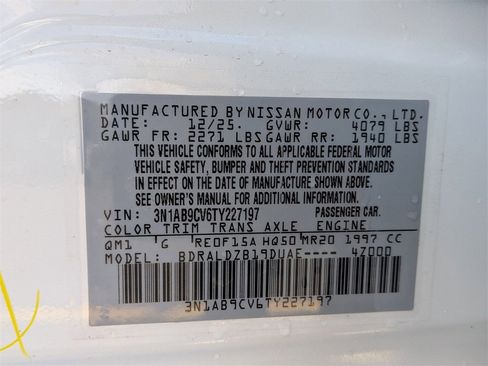 MANUFACTURED BY NISSAN MOTOR CO., LTD.
DATE: 12/25. GVWR: 4079 LBS
GAWR FR: 2271 LBS GAWR RR: 1940 LBS
THIS VEHICLE CONFORMS TO ALL APPLICABLE FEDERAL MOTOR
VEHICLE SAFETY, BUMPER AND THEFT PREVENTION STANDARDS
IN EFFECT ON THE DATE OF MANUFACTURE SHOWN ABOVE.
SEE OWNER'S MANUAL FOR ADDITIONAL INFORMATION.
VIN: 3N1AB9CV6TY227197 PASSENGER CAR.
COLOR TRIM TRANS AXLE ENGINE
QM1 G RE0F15A HQ50 MR20 1997 CC
MODEL: BDRALDZB19DUAE---- 4Z000
3N1AB9CV6TY227197